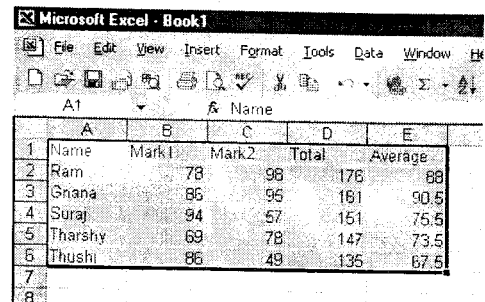 Microsoft Excel - Book1
File Edit View Insert Format Tools Data Window He
A1 fx Name
A B C D E
1 Name Mark1 Mark2 Total Average
2 Ram 78 98 176 88
3 Gnana 86 95 181 90.5
4 Suraj 94 57 151 75.5
5 Tharshy 69 78 147 73.5
6 Thushi 86 49 135 67.5
7
8